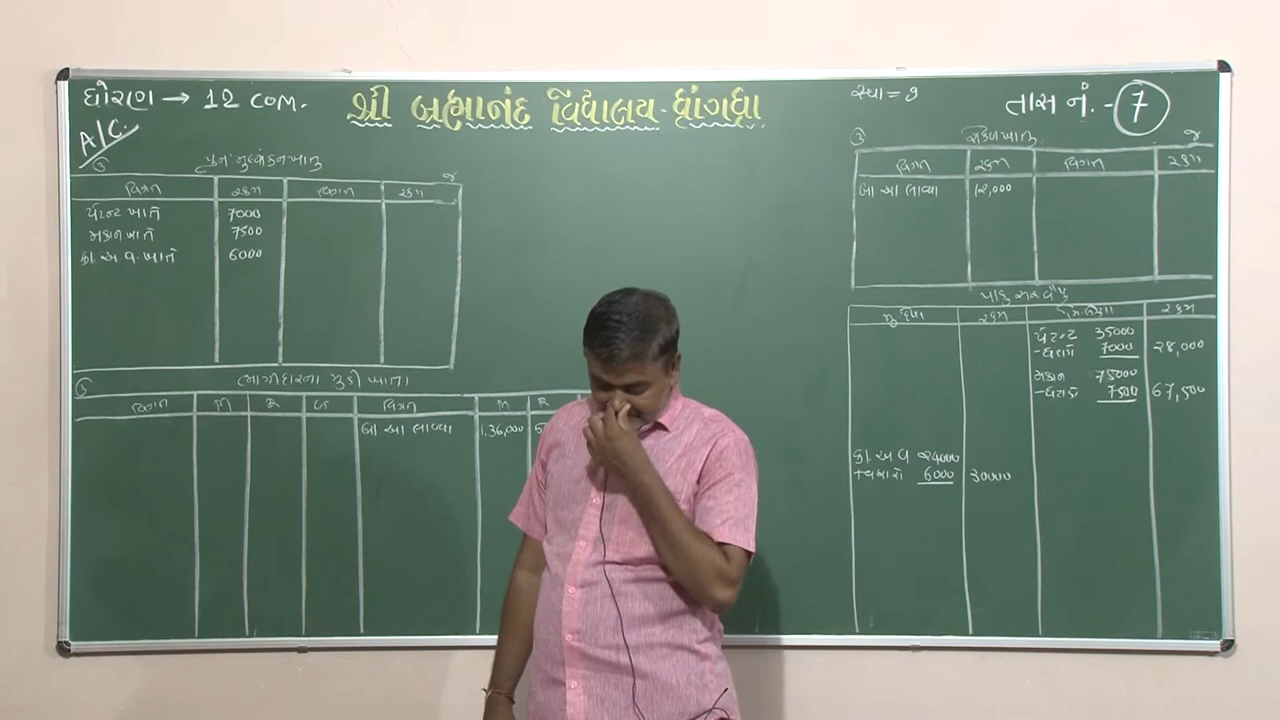 ધોરણ → 12 COM.
શ્રી બ્રહ્માનંદ વિદ્યાલય-ધ્રાંગધ્રા
તાસ નં. - 7
A/C.
ઉ પુનઃમુલ્યાંકન ખાતુ જ
વિગત રકમ વિગત રકમ
પેટન્ટ ખાતે 7000
મકાન ખાતે 7500
કા. અ વ. ખાતે 6000
ઉ ભાગીદારના મુડી ખાતા
વિગત વિગત
બા આ લાવ્યા 1,36,000
ઉ રોકડ ખાતુ જ
વિગત રકમ વિગત રકમ
બા આ લાવ્યા 12,000
પાકુ સરવૈયુ
રકમ રકમ
પેટન્ટ 35000
-ઘટાડો 7000 28,000
મકાન 75000
-ઘટાડો 7500 67,500
કા. અ વ 24000
+વધારો 6000 30000